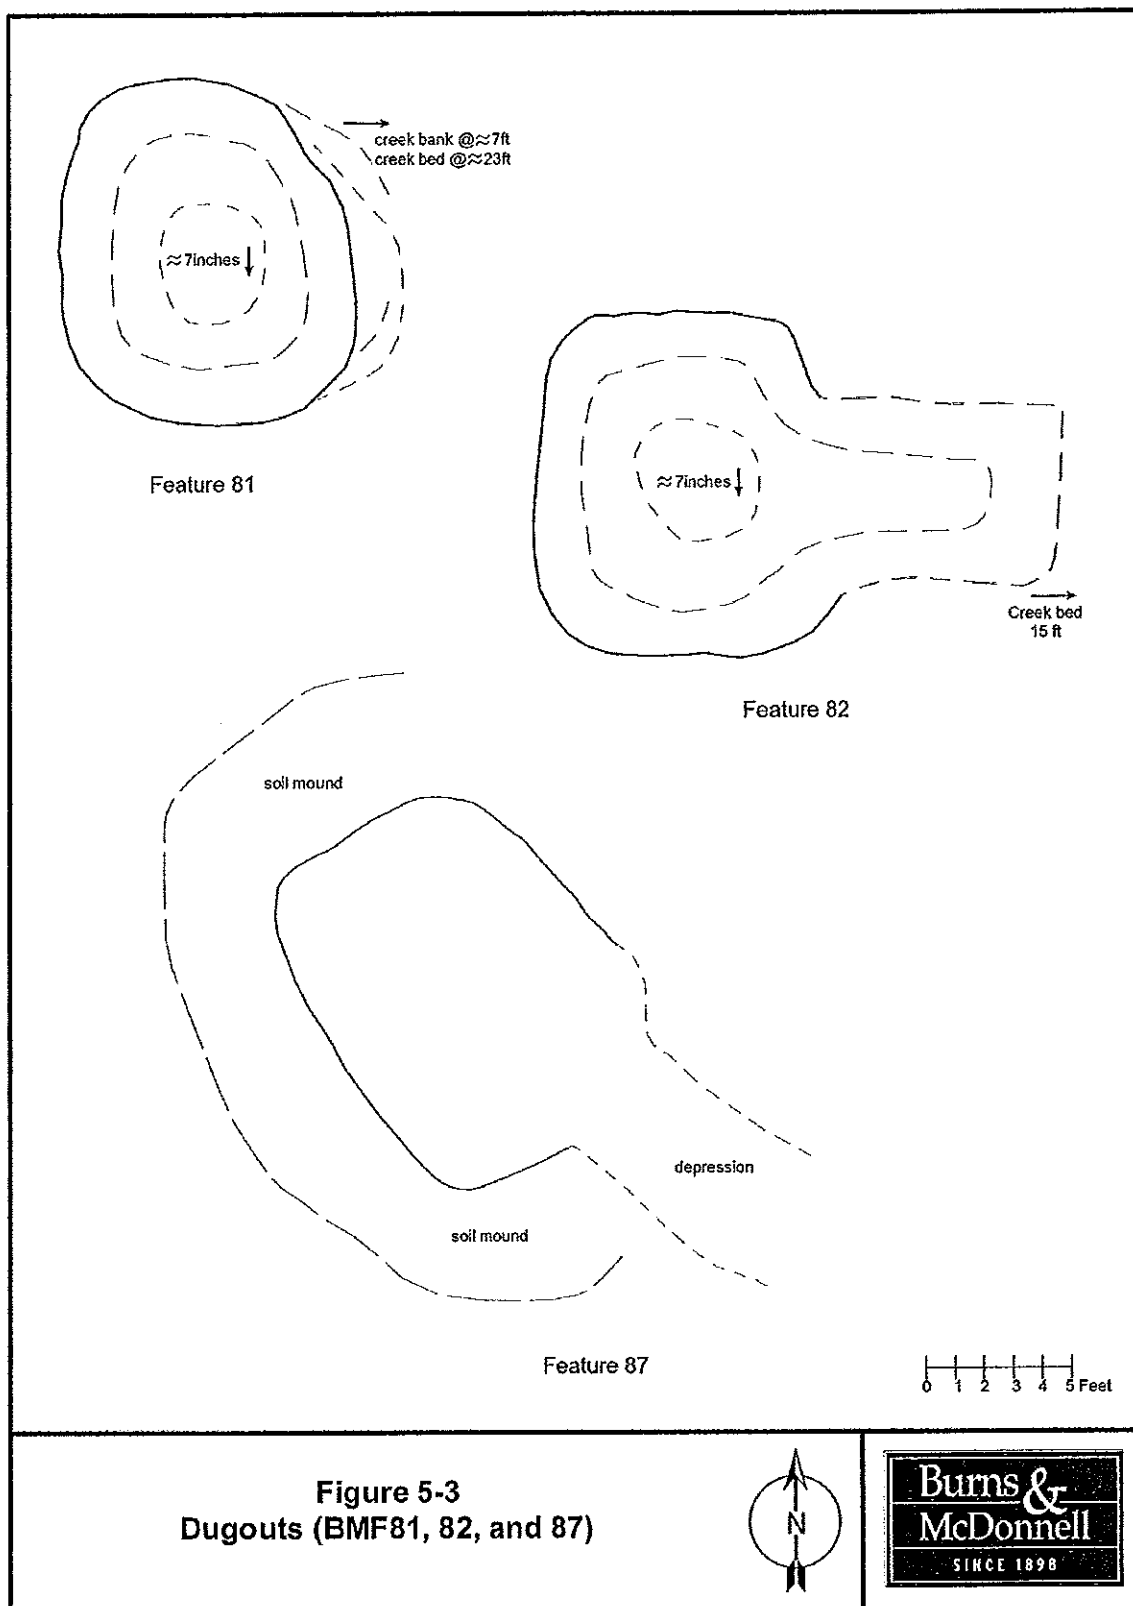 creek bank @≈7ft
creek bed @≈23ft
≈7inches
Feature 81
≈7inches
Creek bed
15 ft
Feature 82
soil mound
depression
soil mound
Feature 87
0 1 2 3 4 5 Feet
Figure 5-3
Dugouts (BMF81, 82, and 87)
N
Burns &
McDonnell
SINCE 1898